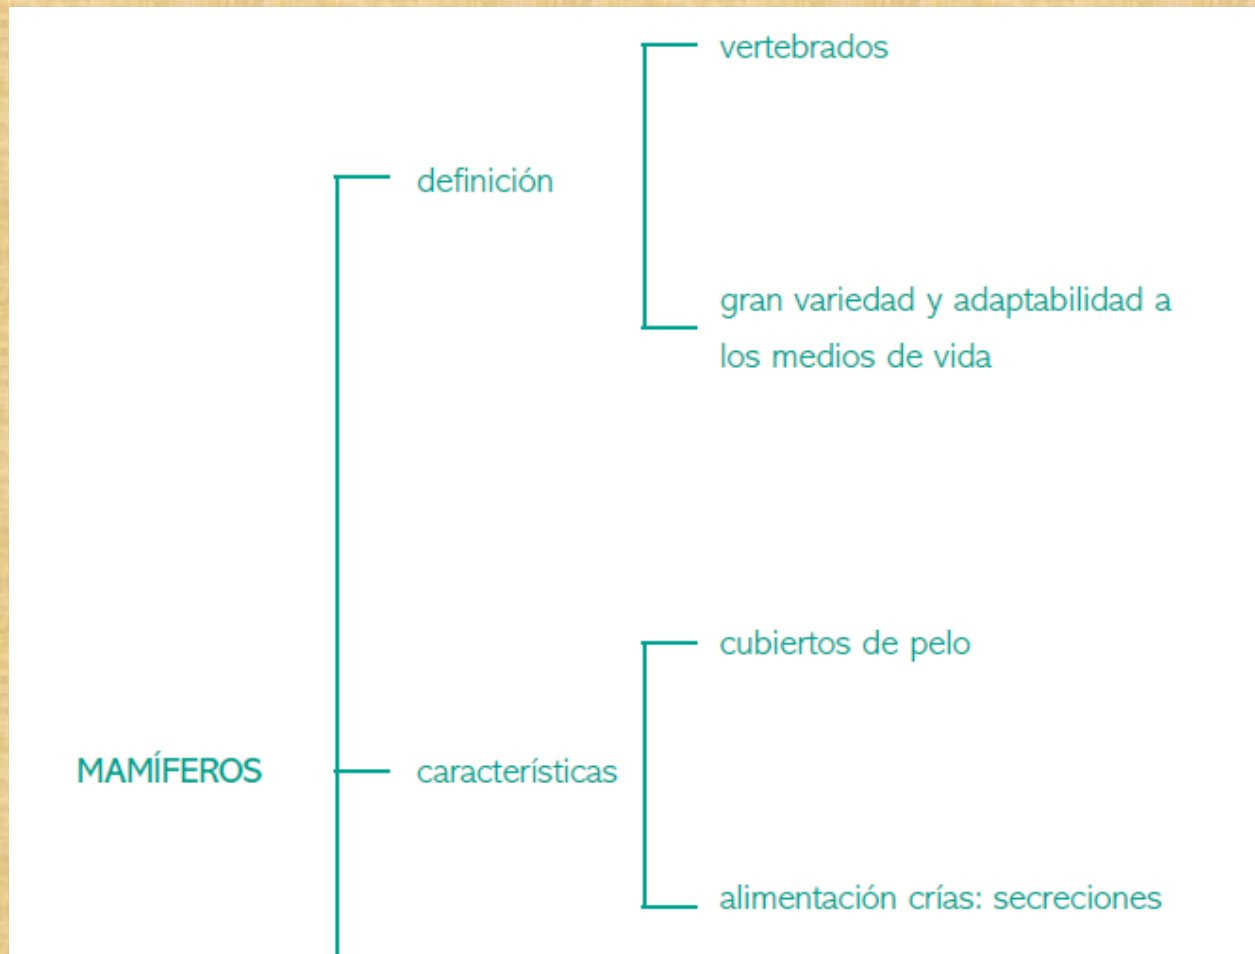 vertebrados
definición
gran variedad y adaptabilidad a
los medios de vida
cubiertos de pelo
MAMÍFEROS
características
alimentación crías: secreciones